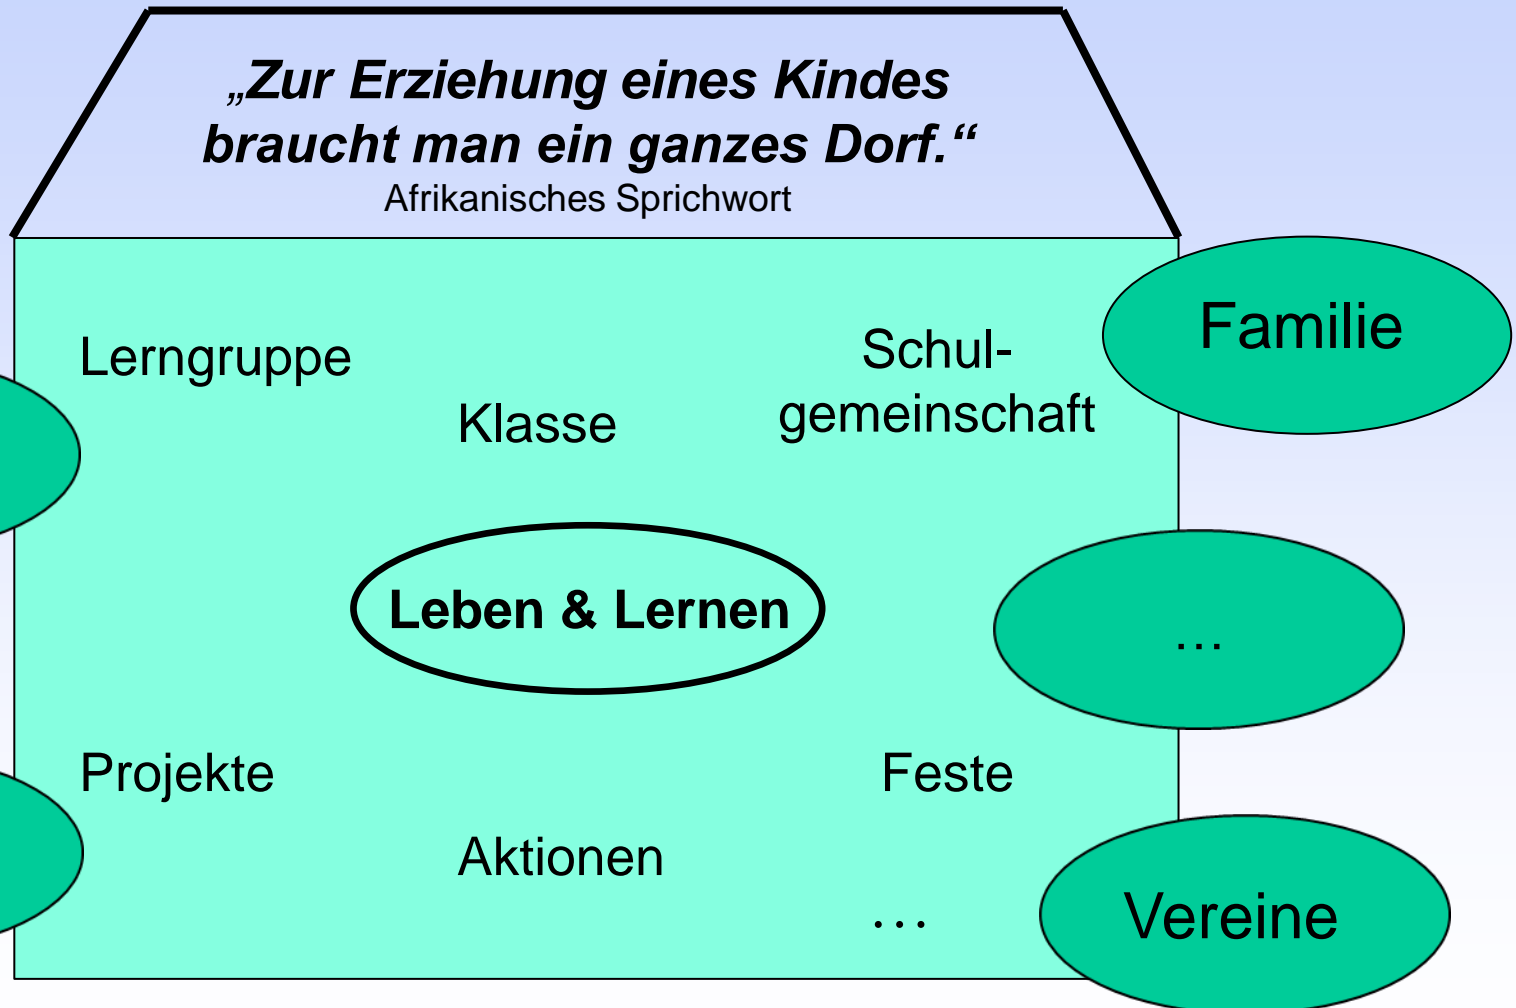 „Zur Erziehung eines Kindes
braucht man ein ganzes Dorf.“
Afrikanisches Sprichwort
Lerngruppe
Klasse
Schul-
gemeinschaft
Familie
Leben & Lernen
…
Projekte
Aktionen
Feste
…
Vereine